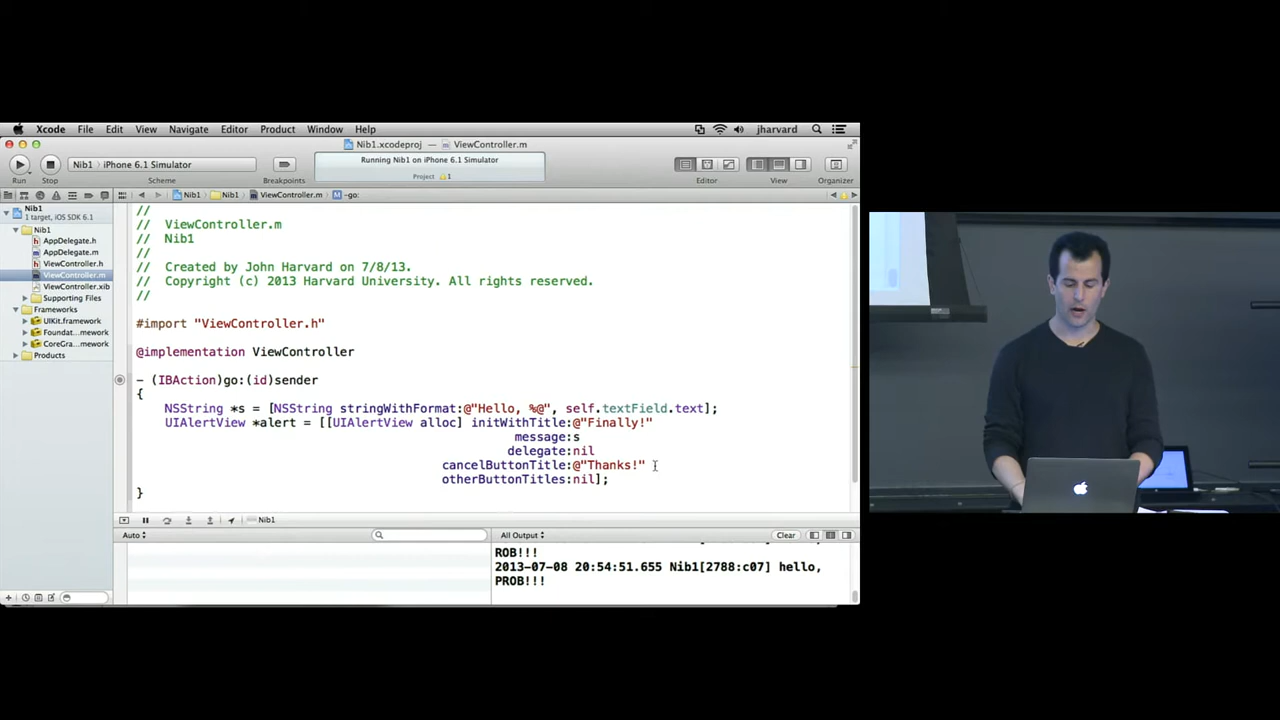 Xcode File Edit View Navigate Editor Product Window Help jharvard
Nib1.xcodeproj — ViewController.m
Nib1 〉 iPhone 6.1 Simulator
Running Nib1 on iPhone 6.1 Simulator
Project 1
Run Stop Scheme Breakpoints Editor View Organizer
Nib1 Nib1 ViewController.m -go:
Nib1
1 target, iOS SDK 6.1
Nib1
AppDelegate.h
AppDelegate.m
ViewController.h
ViewController.m
ViewController.xib
Supporting Files
Frameworks
UIKit.framework
Foundat...mework
CoreGra...mework
Products
//
// ViewController.m
// Nib1
//
// Created by John Harvard on 7/8/13.
// Copyright (c) 2013 Harvard University. All rights reserved.
//
#import "ViewController.h"
@implementation ViewController
- (IBAction)go:(id)sender
{
NSString *s = [NSString stringWithFormat:@"Hello, %@", self.textField.text];
UIAlertView *alert = [[UIAlertView alloc] initWithTitle:@"Finally!"
message:s
delegate:nil
cancelButtonTitle:@"Thanks!"
otherButtonTitles:nil];
}
Nib1
Auto All Output Clear
ROB!!!
2013-07-08 20:54:51.655 Nib1[2788:c07] hello,
PROB!!!